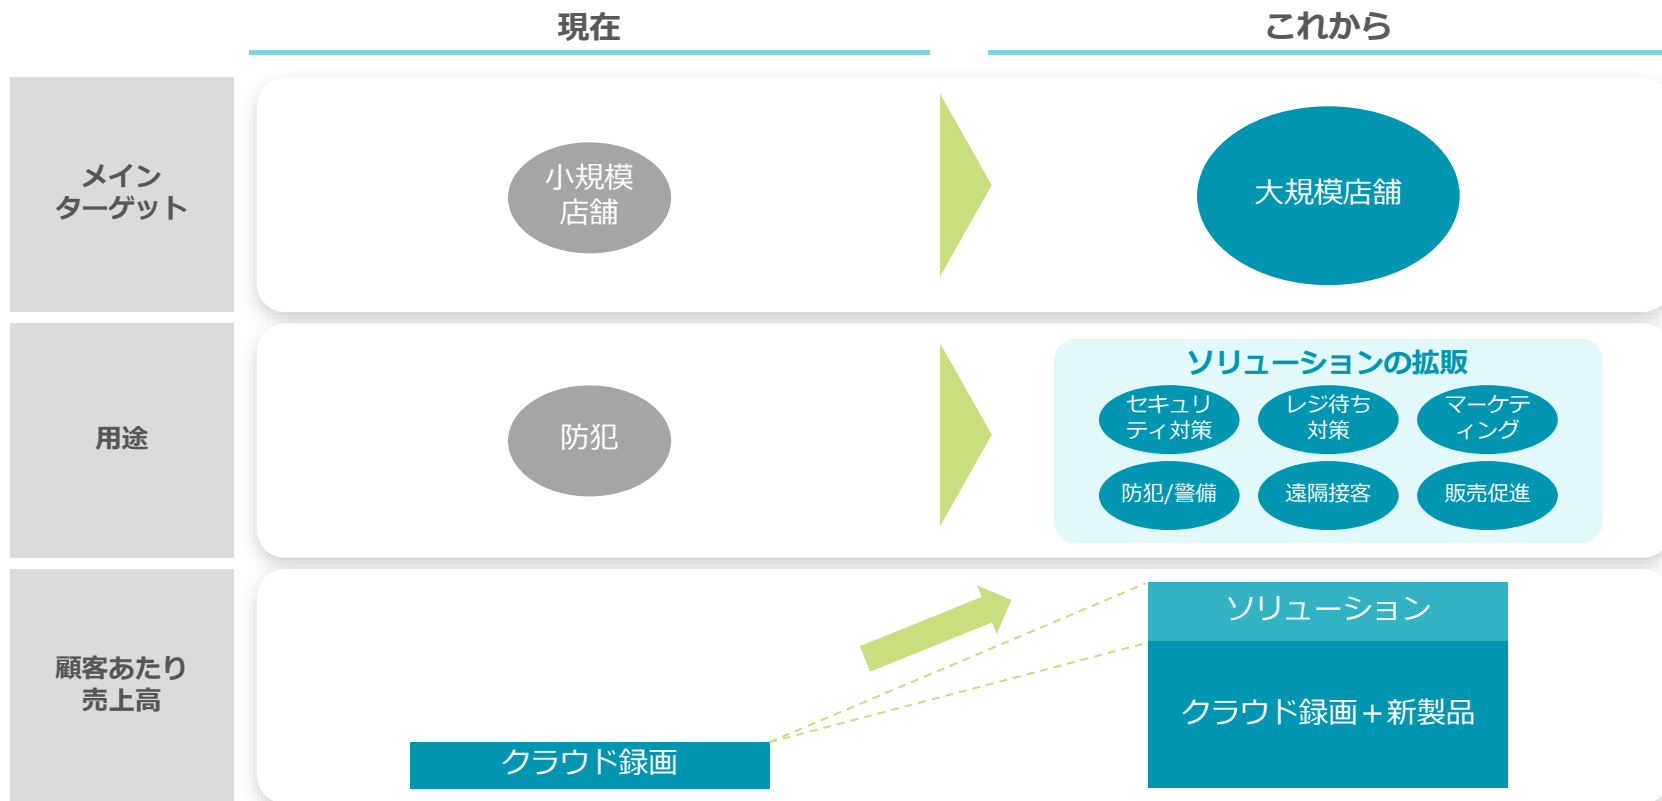 現在
これから
メイン
ターゲット
小規模
店舗
大規模店舗
用途
防犯
ソリューションの拡販
セキュリ
ティ対策
レジ待ち
対策
マーケテ
ィング
防犯/警備
遠隔接客
販売促進
顧客あたり
売上高
クラウド録画
ソリューション
クラウド録画＋新製品